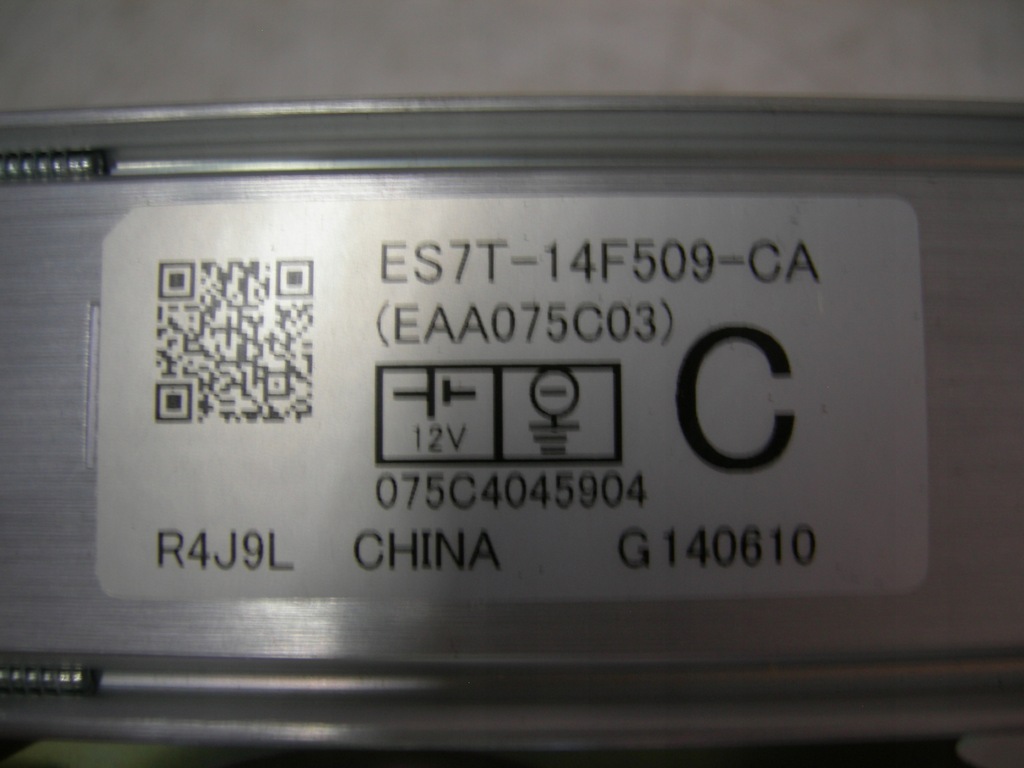 ES7T-14F509-CA
(EAA075C03)
C
12V
075C4045904
R4J9L CHINA G140610